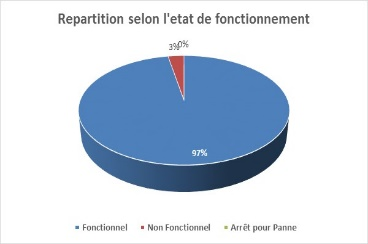 Repartition selon l'etat de fonctionnement
3%
0%
97%
Fonctionnel
Non Fonctionnel
Arrêt pour Panne